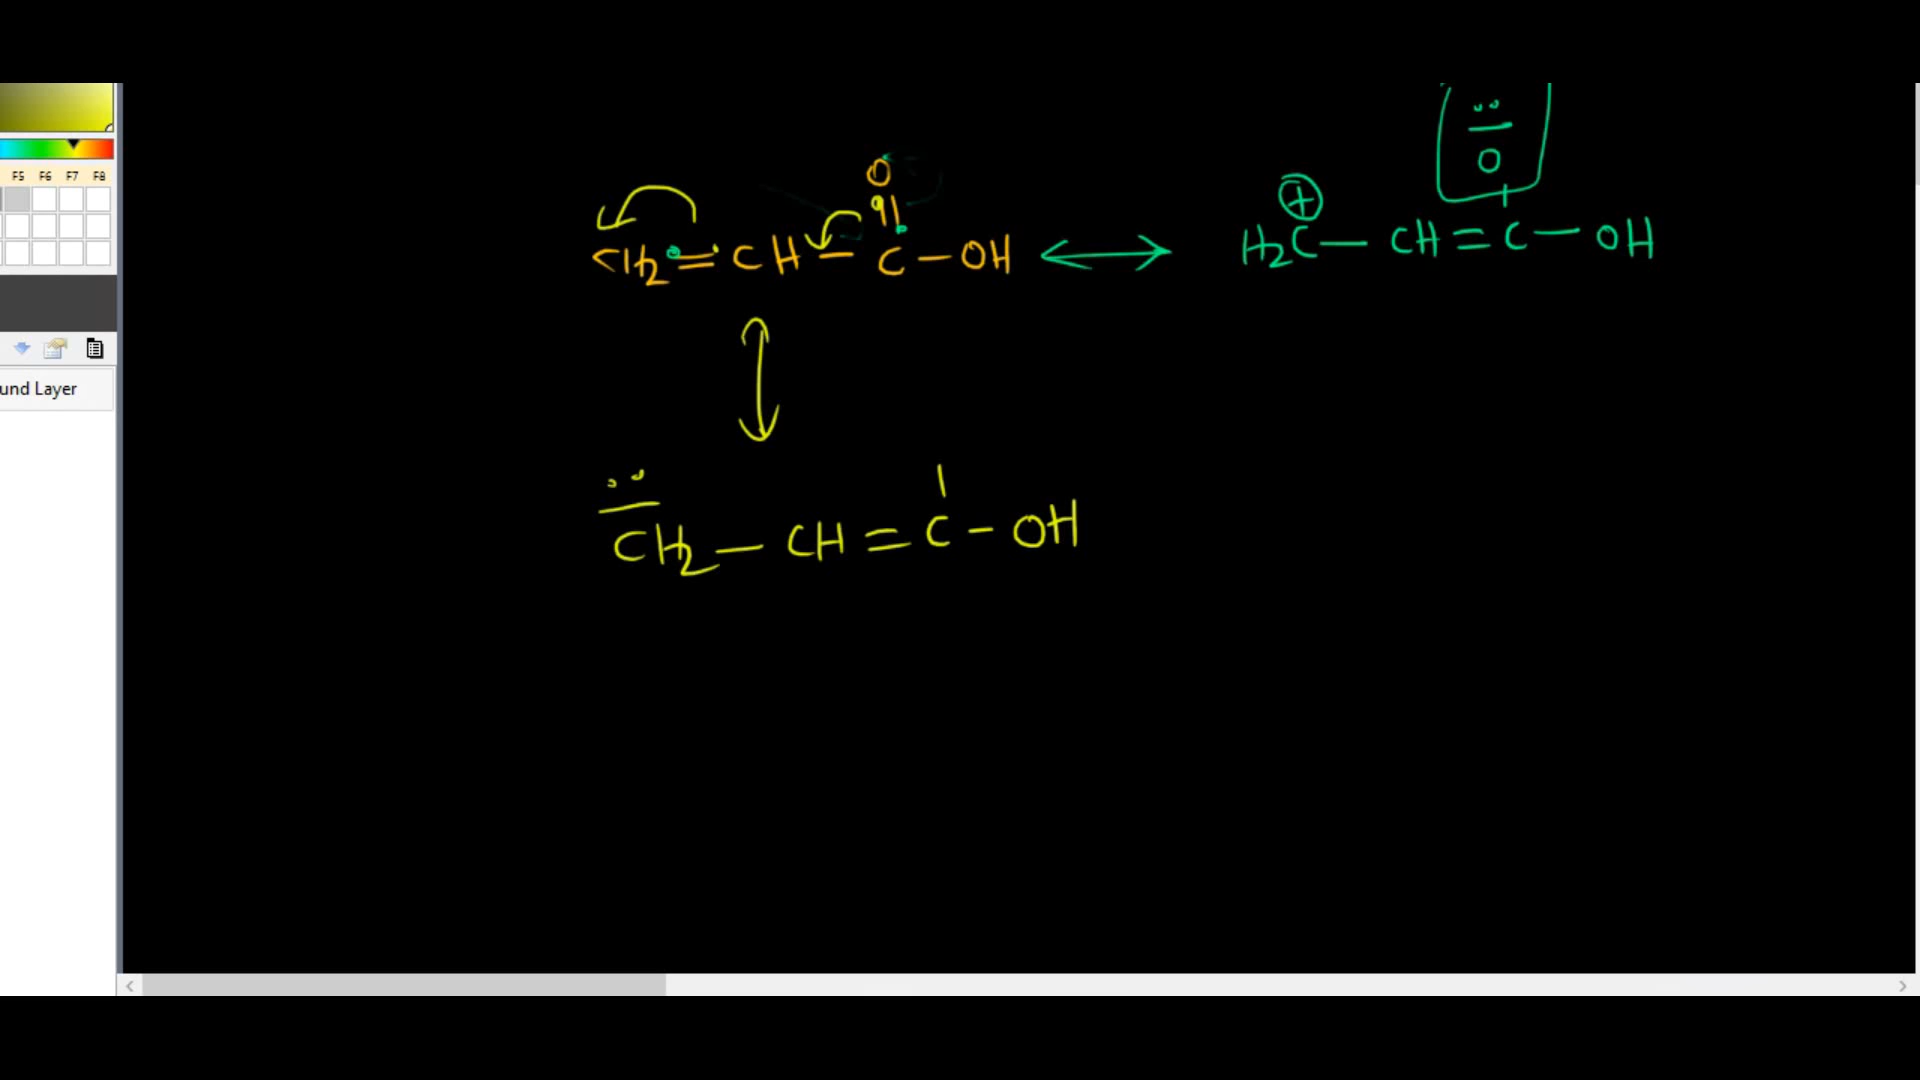 F5 F6 F7 F8
und Layer
O
||
CH2 = CH – C – OH ⟷ H2C — CH = C — OH
⊕
O
CH2 — CH = C – OH